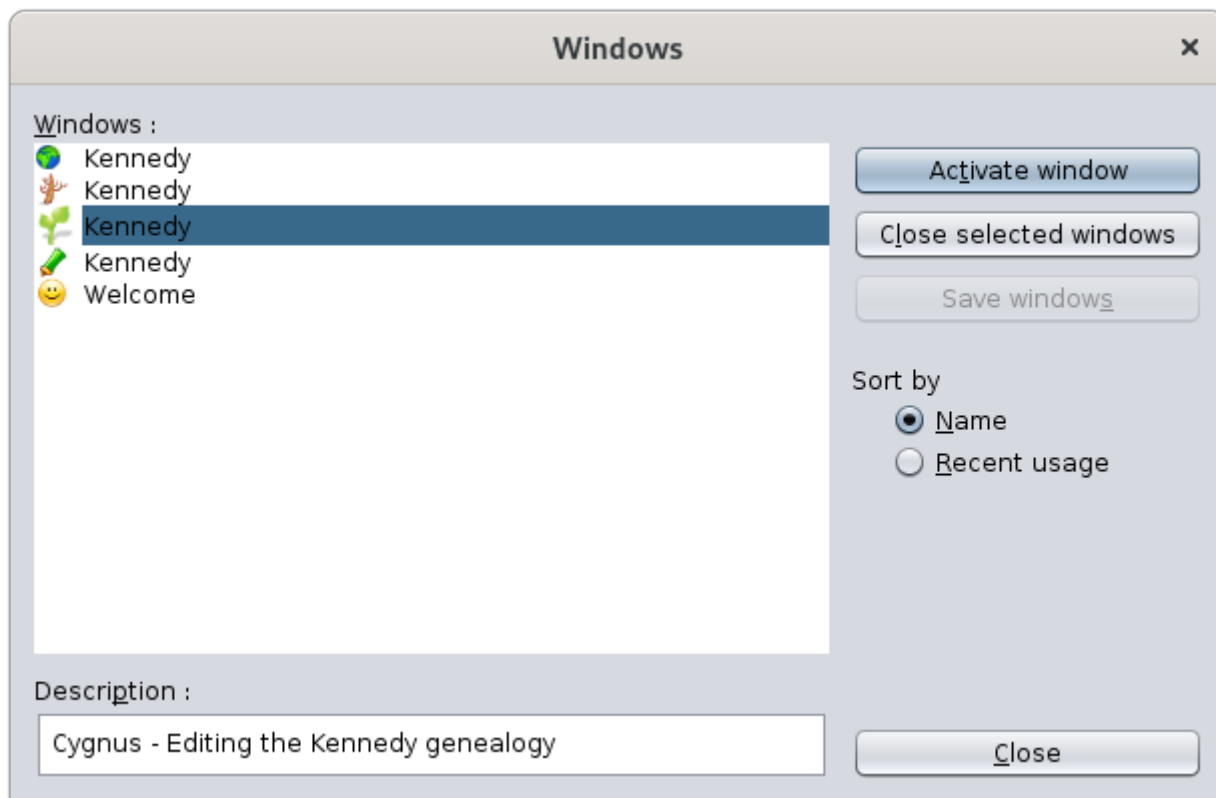 Windows
Windows :
Kennedy
Kennedy
Kennedy
Kennedy
Welcome
Activate window
Close selected windows
Save windows
Sort by
Name
Recent usage
Description :
Cygnus - Editing the Kennedy genealogy
Close